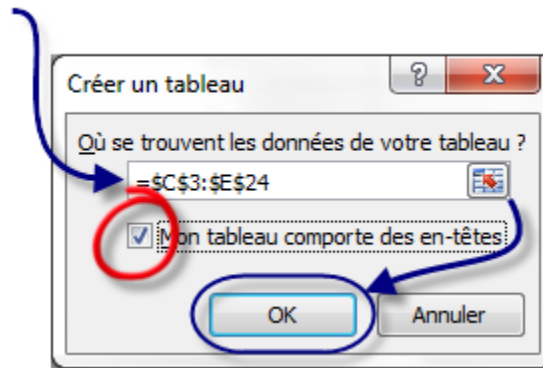 Créer un tableau
Où se trouvent les données de votre tableau ?
=$C$3:$E$24
Mon tableau comporte des en-têtes
OK
Annuler